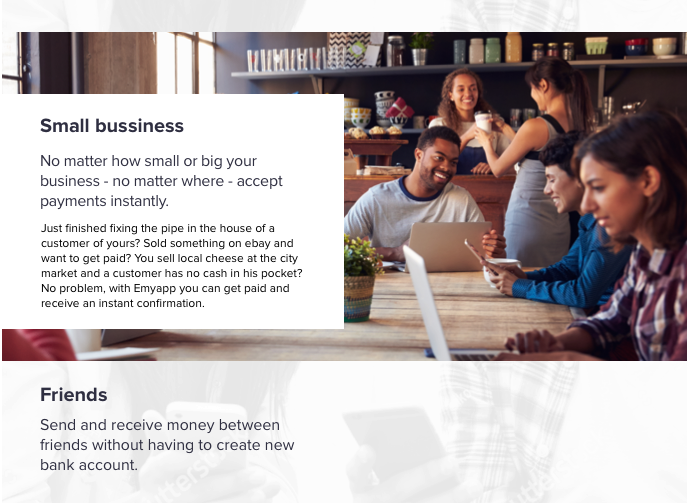 Small bussiness
No matter how small or big your
business - no matter where - accept
payments instantly.
Just finished fixing the pipe in the house of a
customer of yours? Sold something on ebay and
want to get paid? You sell local cheese at the city
market and a customer has no cash in his pocket?
No problem, with Emyapp you can get paid and
receive an instant confirmation.
Friends
Send and receive money between
friends without having to create new
bank account.